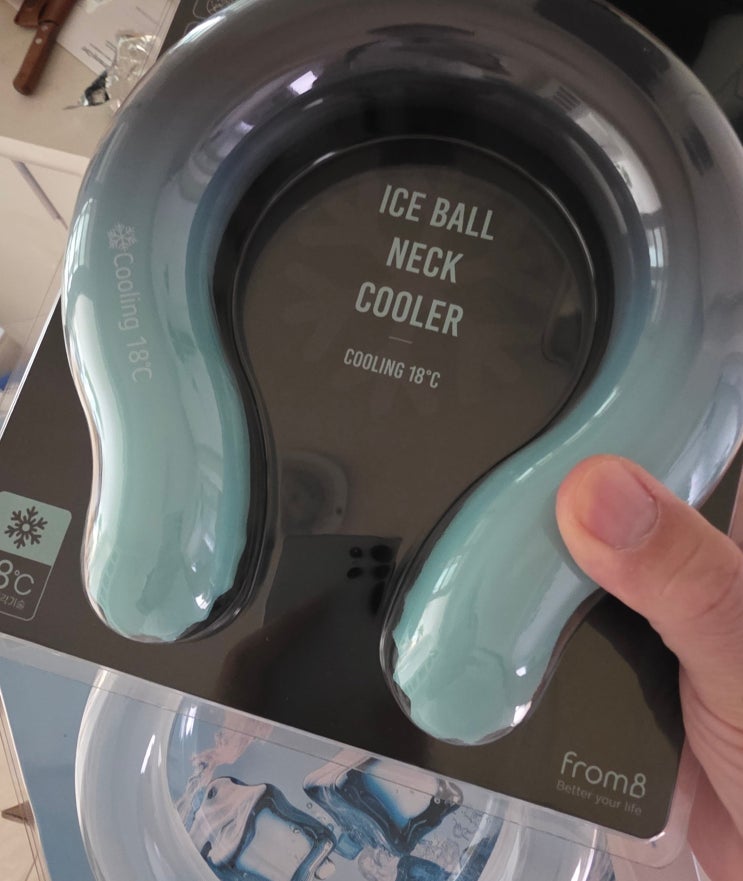 ICE BALL
NECK
COOLER
COOLING 18°C
Cooling 18°C
8°C
from8
Better your life